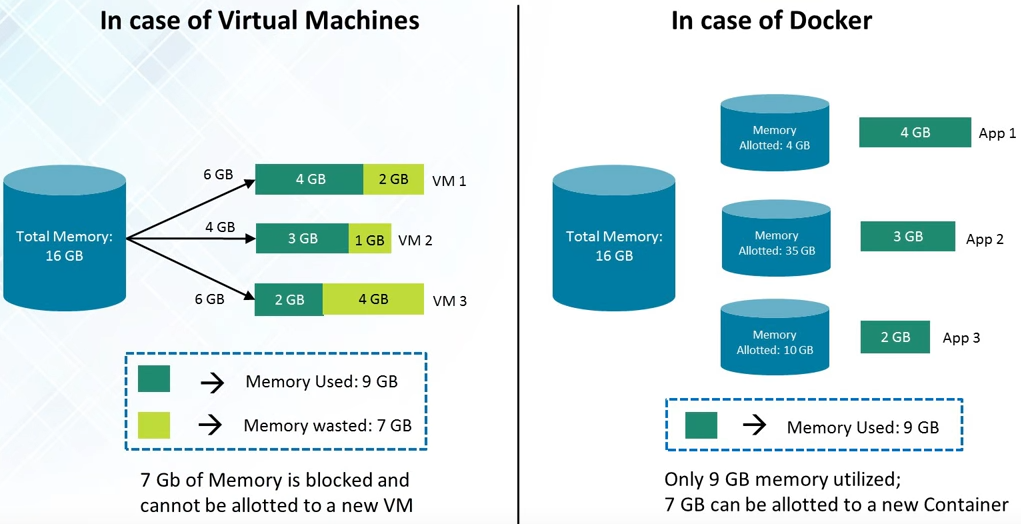 In case of Virtual Machines
Total Memory:
16 GB
6 GB
4 GB
2 GB
VM 1
4 GB
3 GB
1 GB
VM 2
6 GB
2 GB
4 GB
VM 3
Memory Used: 9 GB
Memory wasted: 7 GB
7 Gb of Memory is blocked and
cannot be allotted to a new VM
In case of Docker
Total Memory:
16 GB
Memory
Allotted: 4 GB
4 GB
App 1
Memory
Allotted: 35 GB
3 GB
App 2
Memory
Allotted: 10 GB
2 GB
App 3
Memory Used: 9 GB
Only 9 GB memory utilized;
7 GB can be allotted to a new Container